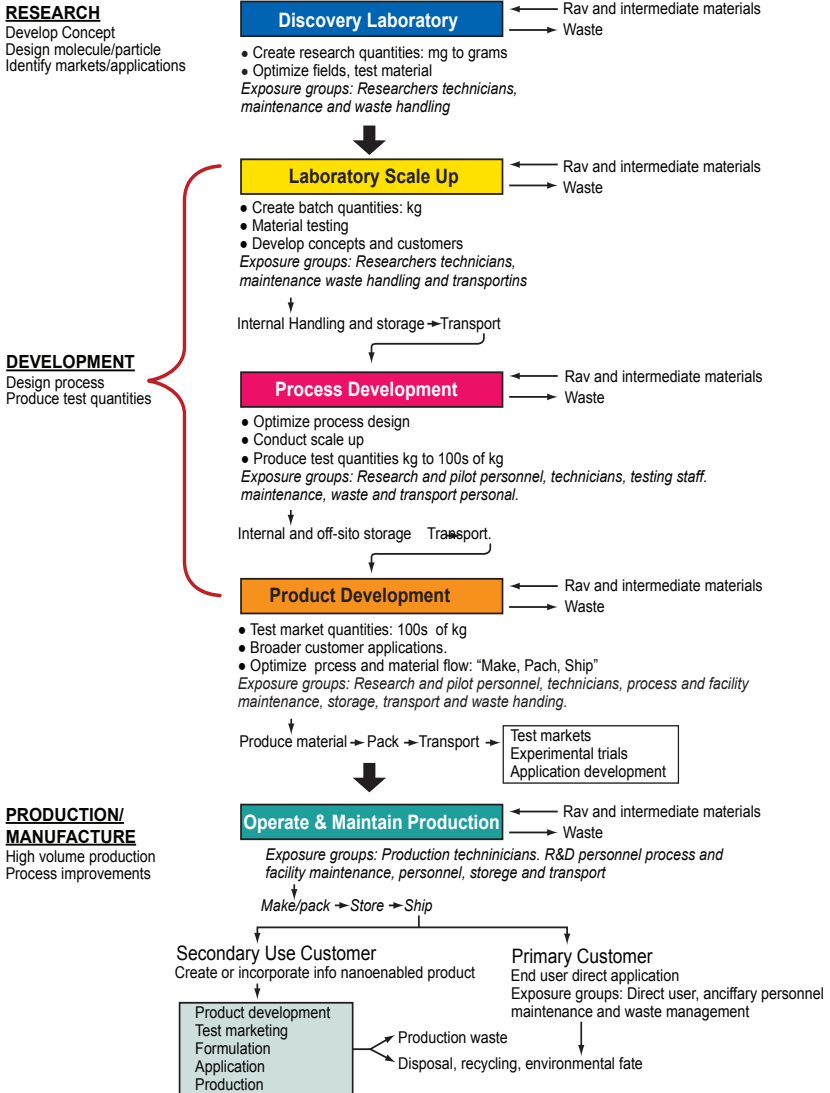 RESEARCH
Develop Concept
Design molecule/particle
Identify markets/applications
Discovery Laboratory
Rav and intermediate materials
Waste
● Create research quantities: mg to grams
● Optimize fields, test material
Exposure groups: Researchers technicians,
maintenance and waste handling
Laboratory Scale Up
Rav and intermediate materials
Waste
● Create batch quantities: kg
● Material testing
● Develop concepts and customers
Exposure groups: Researchers technicians,
maintenance waste handling and transportins
Internal Handling and storage Transport
DEVELOPMENT
Design process
Produce test quantities
Process Development
Rav and intermediate materials
Waste
● Optimize process design
● Conduct scale up
● Produce test quantities kg to 100s of kg
Exposure groups: Research and pilot personnel, technicians, testing staff.
maintenance, waste and transport personal.
Internal and off-sito storage Transport.
Product Development
Rav and intermediate materials
Waste
● Test market quantities: 100s of kg
● Broader customer applications.
● Optimize prcess and material flow: “Make, Pach, Ship”
Exposure groups: Research and pilot personnel, technicians, process and facility
maintenance, storage, transport and waste handing.
Produce material Pack Transport
Test markets
Experimental trials
Application development
PRODUCTION/
MANUFACTURE
High volume production
Process improvements
Operate & Maintain Production
Rav and intermediate materials
Waste
Exposure groups: Production techninicians. R&D personnel process and
facility maintenance, personnel, storege and transport
Make/pack Store Ship
Secondary Use Customer
Create or incorporate info nanoenabled product
Primary Customer
End user direct application
Exposure groups: Direct user, anciffary personnel
maintenance and waste management
Product development
Test marketing
Formulation
Application
Production
Production waste
Disposal, recycling, environmental fate